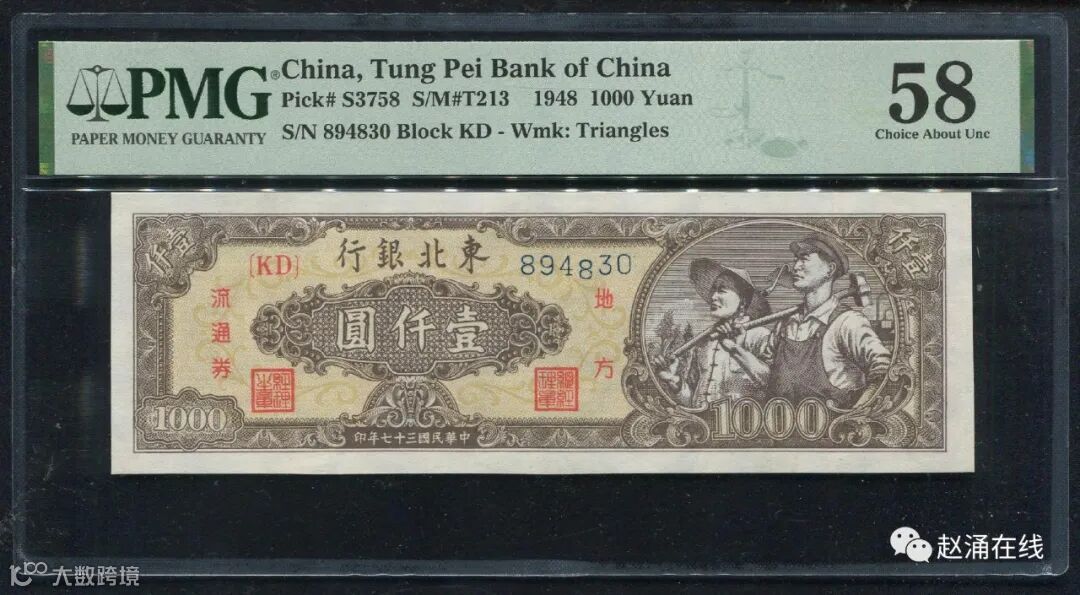 PMG®
PAPER MONEY GUARANTY
China, Tung Pei Bank of China
Pick# S3758 S/M#T213 1948 1000 Yuan
S/N 894830 Block KD - Wmk: Triangles
58
Choice About Unc
壹仟
仟壹
[KD]
行銀北東
894830
流通券
圓仟壹
地方
1000
1000
印年七十三國民華中
赵涌在线
大数跨境